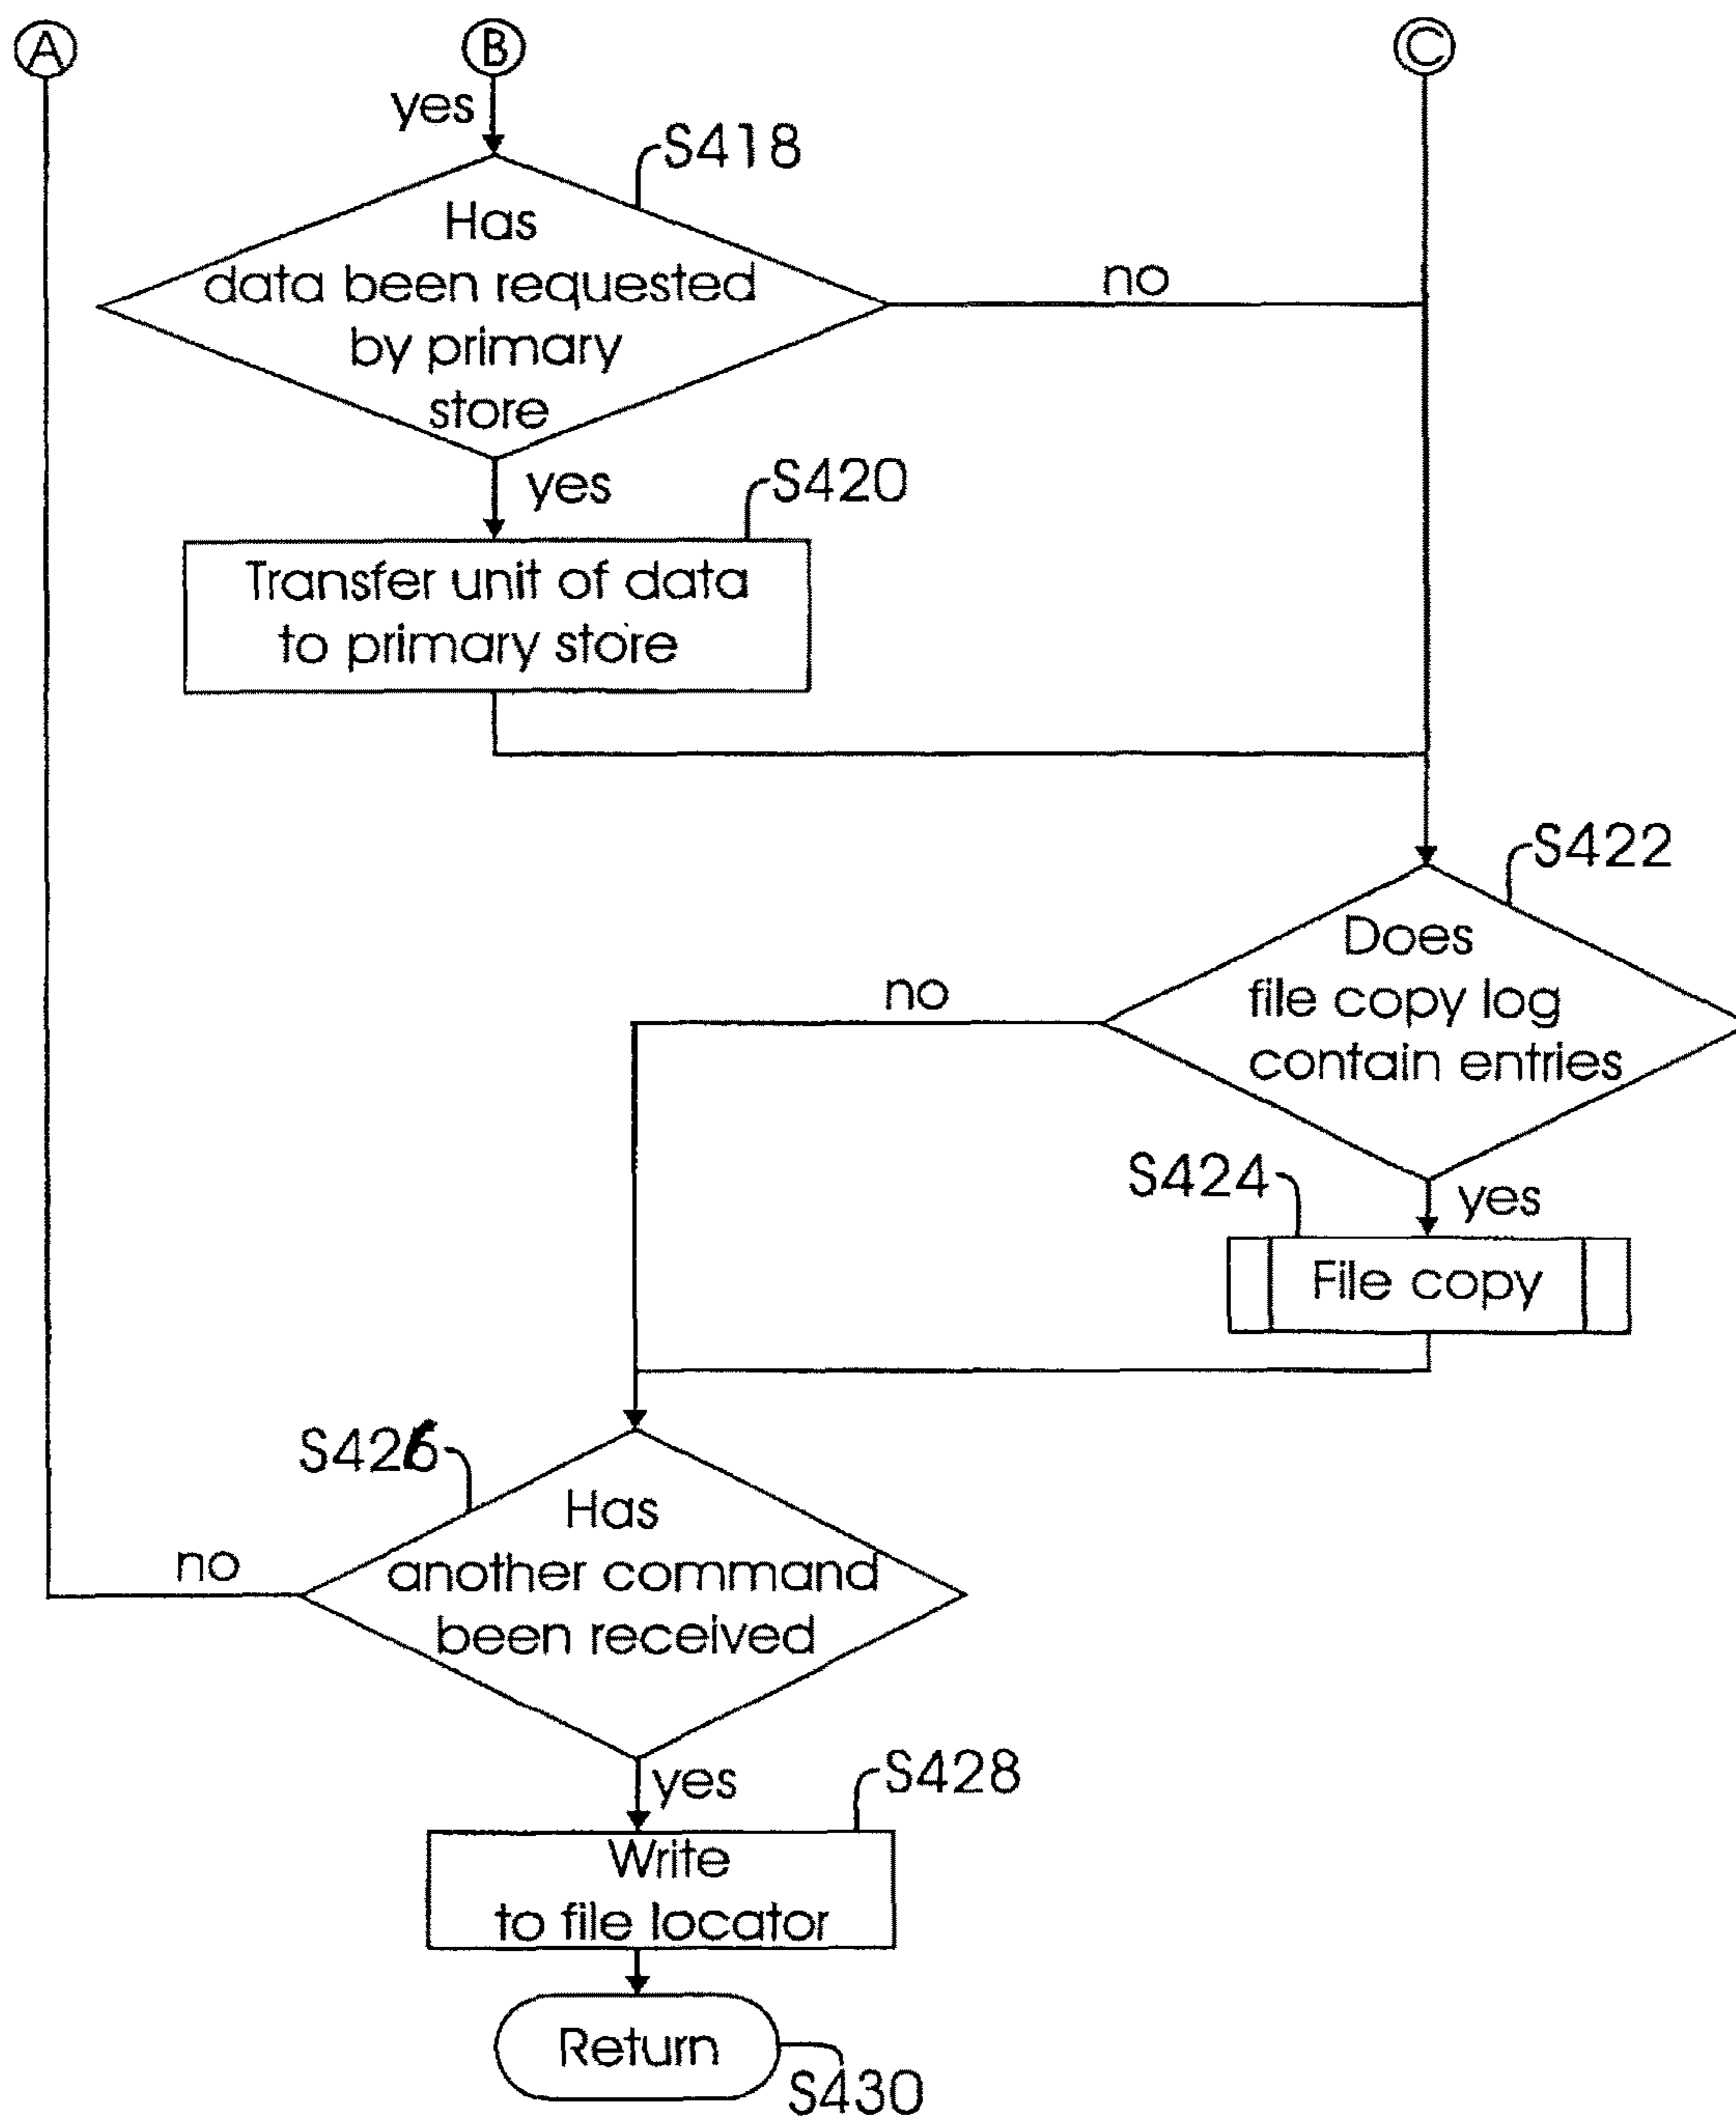 A
B
C
yes
S418
Has
data been requested
by primary
store
no
yes
S420
Transfer unit of data
to primary store
S422
Does
file copy log
contain entries
no
S424
yes
File copy
S426
Has
another command
been received
no
yes
S428
Write
to file locator
Return
S430